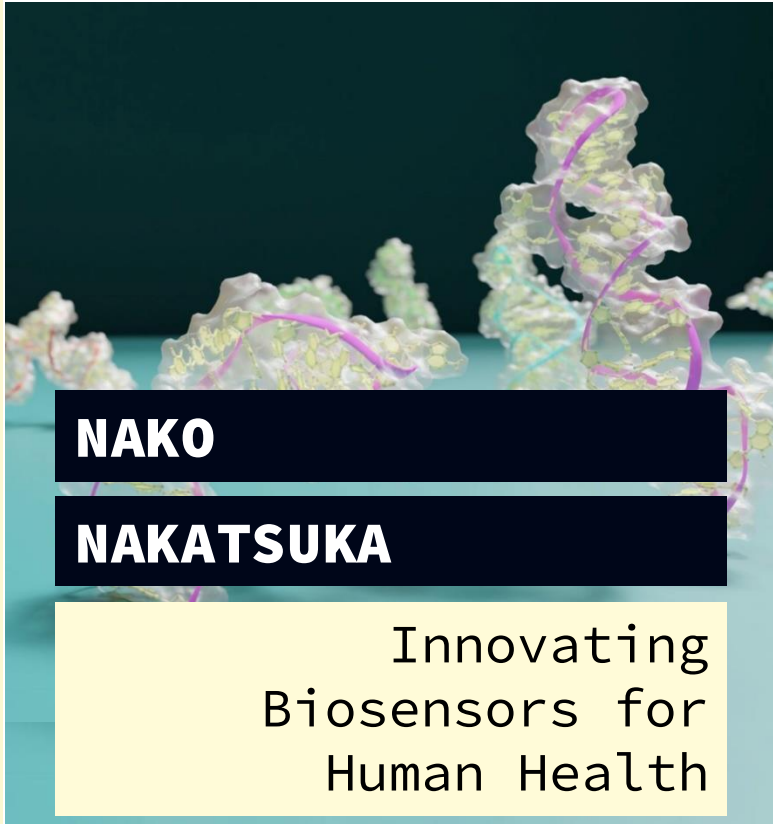 NAKO
NAKATSUKA
Innovating
Biosensors for
Human Health